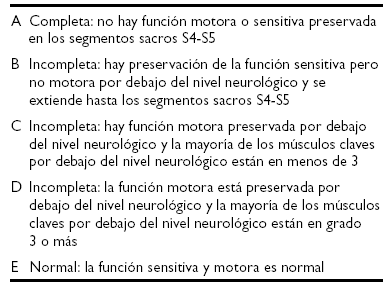 A Completa: no hay función motora o sensitiva preservada
en los segmentos sacros S4-S5
B Incompleta: hay preservación de la función sensitiva pero
no motora por debajo del nivel neurológico y se
extiende hasta los segmentos sacros S4-S5
C Incompleta: hay función motora preservada por debajo
del nivel neurológico y la mayoría de los músculos claves
por debajo del nivel neurológico están en menos de 3
D Incompleta: la función motora está preservada por
debajo del nivel neurológico y la mayoría de los músculos
claves por debajo del nivel neurológico están en grado
3 o más
E Normal: la función sensitiva y motora es normal